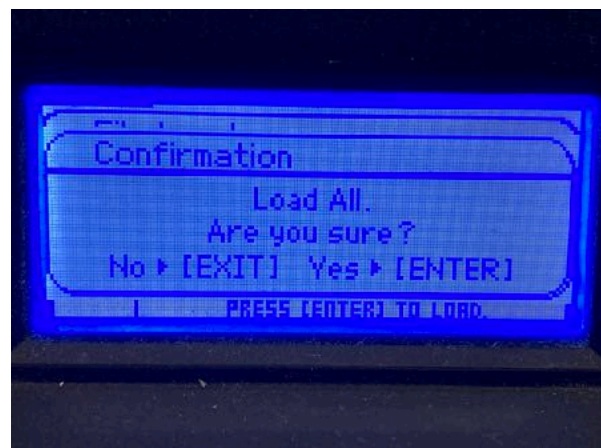 Confirmation
Load All.
Are you sure?
No ▸ [EXIT] Yes ▸ [ENTER]
PRESS [ENTER] TO LOAD.